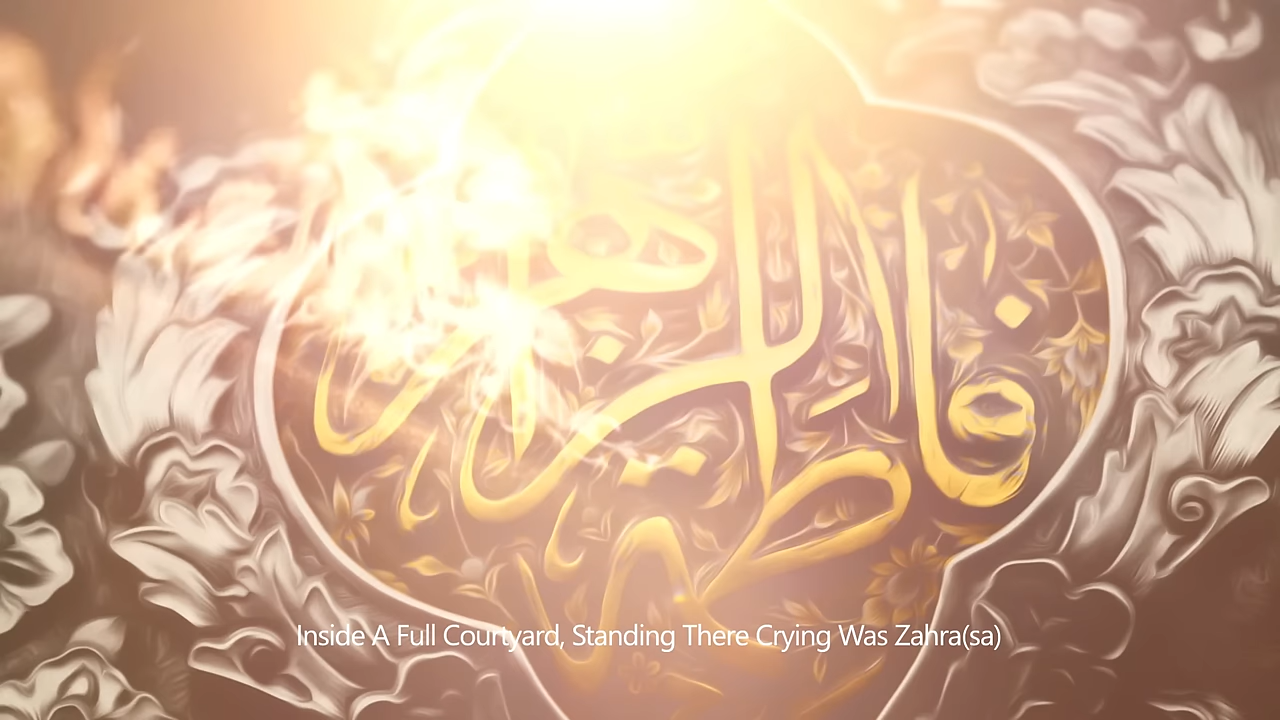 فاطمة الزهراء
Inside A Full Courtyard, Standing There Crying Was Zahra(sa)